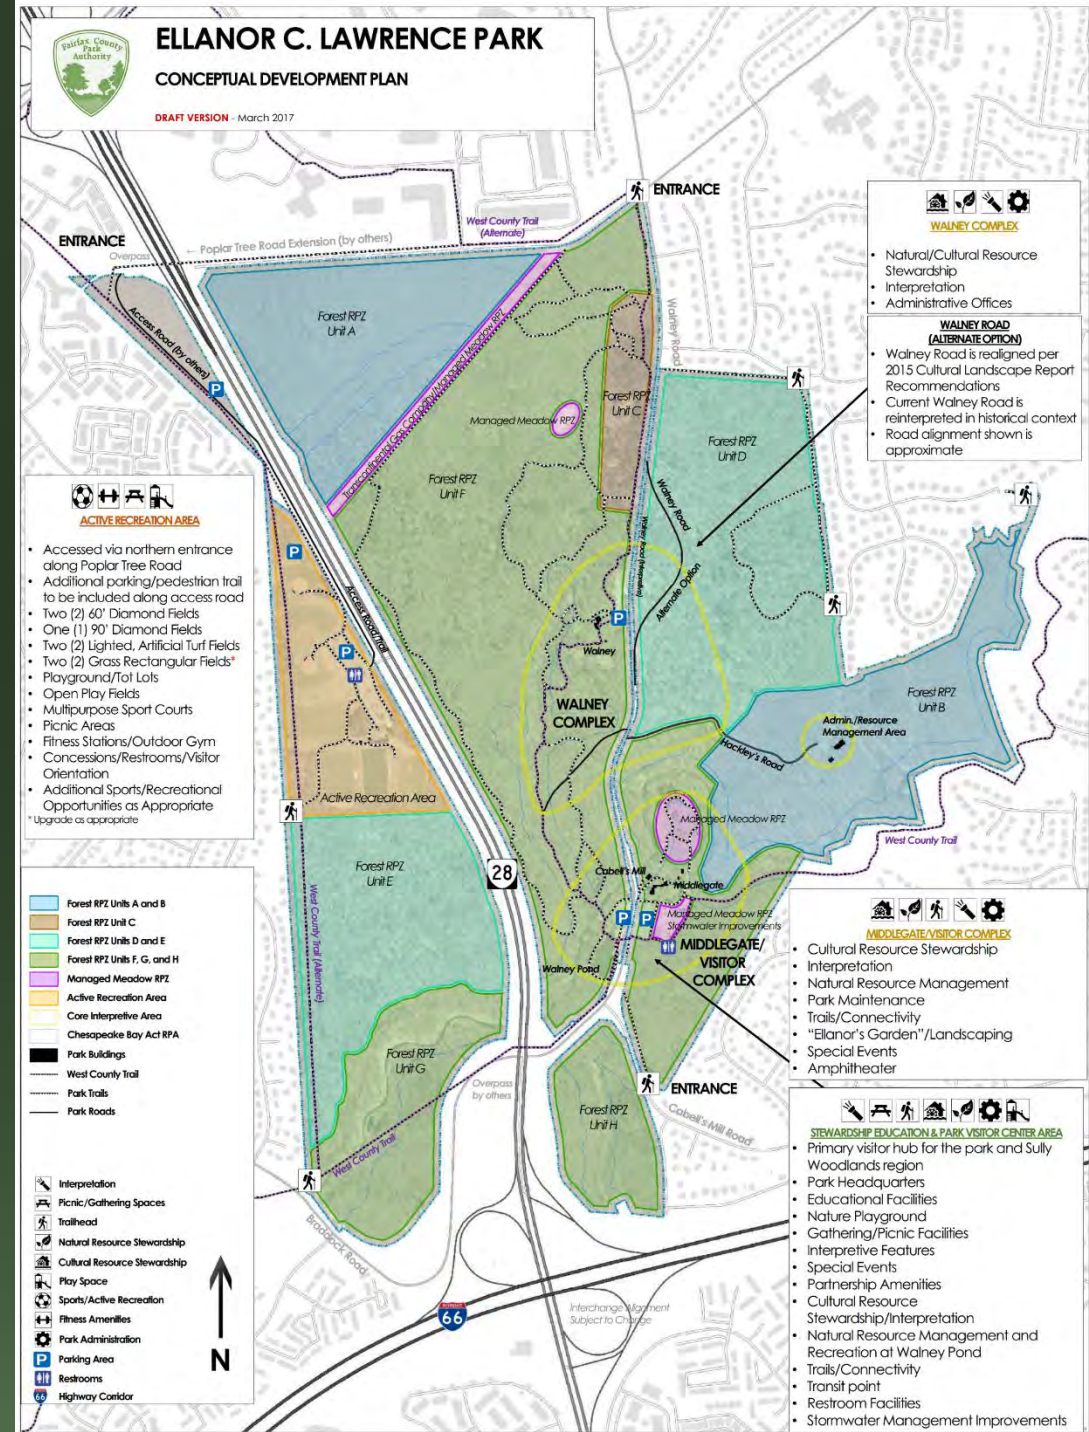 Fairfax County
Park
Authority
ELLANOR C. LAWRENCE PARK
CONCEPTUAL DEVELOPMENT PLAN
DRAFT VERSION - March 2017
ENTRANCE
West County Trail
(Alternate)
ENTRANCE
Overpass
← Poplar Tree Road Extension (by others)
Access Road (by others)
P
Forest RPZ
Unit A
Transcontinental Gas Company Managed Meadow RPZ
Walney Road
Forest RPZ
Unit C
Managed Meadow RPZ
Forest RPZ
Unit F
Forest RPZ
Unit D
Walney Road
Alternate Option
P
Walney
WALNEY
COMPLEX
P
Access Road/Trail
P
Active Recreation Area
Forest RPZ
Unit B
Admin./Resource
Management Area
Hackley's Road
Managed Meadow RPZ
West County Trail
Forest RPZ
Unit E
28
Cabell's Mill
Middlegate
P
P
Managed Meadow RPZ
Stormwater Improvements
MIDDLEGATE/
VISITOR
COMPLEX
Walney Pond
West County Trail (Alternate)
Forest RPZ
Unit G
Overpass
by others
ENTRANCE
Forest RPZ
Unit H
Cabell's Mill Road
West County Trail
Braddock Road
66
Interchange Alignment
Subject to Change
WALNEY COMPLEX
• Natural/Cultural Resource
Stewardship
• Interpretation
• Administrative Offices
WALNEY ROAD
(ALTERNATE OPTION)
• Walney Road is realigned per
2015 Cultural Landscape Report
Recommendations
• Current Walney Road is
reinterpreted in historical context
• Road alignment shown is
approximate
ACTIVE RECREATION AREA
• Accessed via northern entrance
along Poplar Tree Road
• Additional parking/pedestrian trail
to be included along access road
• Two (2) 60' Diamond Fields
• One (1) 90' Diamond Fields
• Two (2) Lighted, Artificial Turf Fields
• Two (2) Grass Rectangular Fields*
• Playground/Tot Lots
• Open Play Fields
• Multipurpose Sport Courts
• Picnic Areas
• Fitness Stations/Outdoor Gym
• Concessions/Restrooms/Visitor
Orientation
• Additional Sports/Recreational
Opportunities as Appropriate
* Upgrade as appropriate
Forest RPZ Units A and B
Forest RPZ Unit C
Forest RPZ Units D and E
Forest RPZ Units F, G, and H
Managed Meadow RPZ
Active Recreation Area
Core Interpretive Area
Chesapeake Bay Act RPA
Park Buildings
West County Trail
Park Trails
Park Roads
Interpretation
Picnic/Gathering Spaces
Trailhead
Natural Resource Stewardship
Cultural Resource Stewardship
Play Space
Sports/Active Recreation
Fitness Amenities
Park Administration
P Parking Area
Restrooms
66 Highway Corridor
N
MIDDLEGATE/VISITOR COMPLEX
• Cultural Resource Stewardship
• Interpretation
• Natural Resource Management
• Park Maintenance
• Trails/Connectivity
• “Ellanor's Garden”/Landscaping
• Special Events
• Amphitheater
STEWARDSHIP EDUCATION & PARK VISITOR CENTER AREA
• Primary visitor hub for the park and Sully
Woodlands region
• Park Headquarters
• Educational Facilities
• Nature Playground
• Gathering/Picnic Facilities
• Interpretive Features
• Special Events
• Partnership Amenities
• Cultural Resource
Stewardship/Interpretation
• Natural Resource Management and
Recreation at Walney Pond
• Trails/Connectivity
• Transit point
• Restroom Facilities
• Stormwater Management Improvements